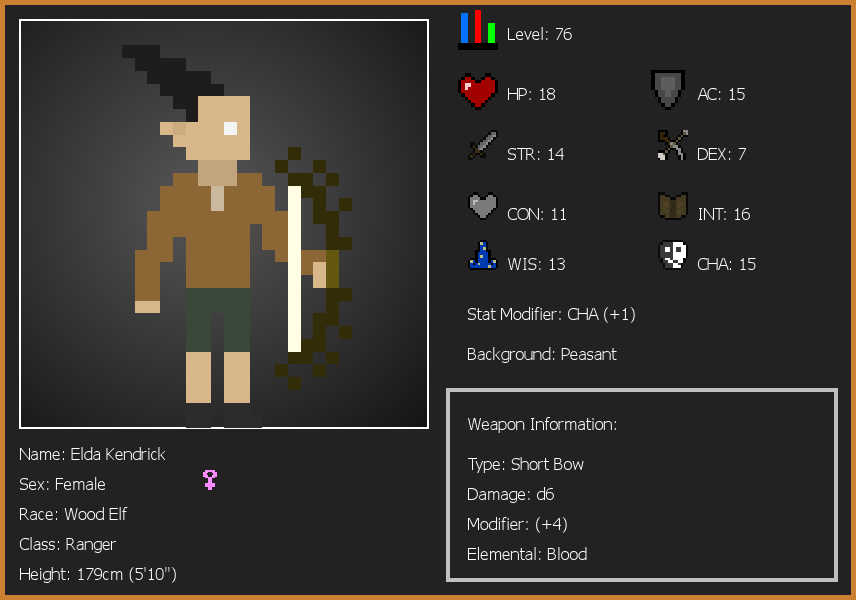 Level: 76
HP: 18
AC: 15
STR: 14
DEX: 7
CON: 11
INT: 16
WIS: 13
CHA: 15
Stat Modifier: CHA (+1)
Background: Peasant
Weapon Information:
Type: Short Bow
Damage: d6
Modifier: (+4)
Elemental: Blood
Name: Elda Kendrick
Sex: Female
Race: Wood Elf
Class: Ranger
Height: 179cm (5'10")